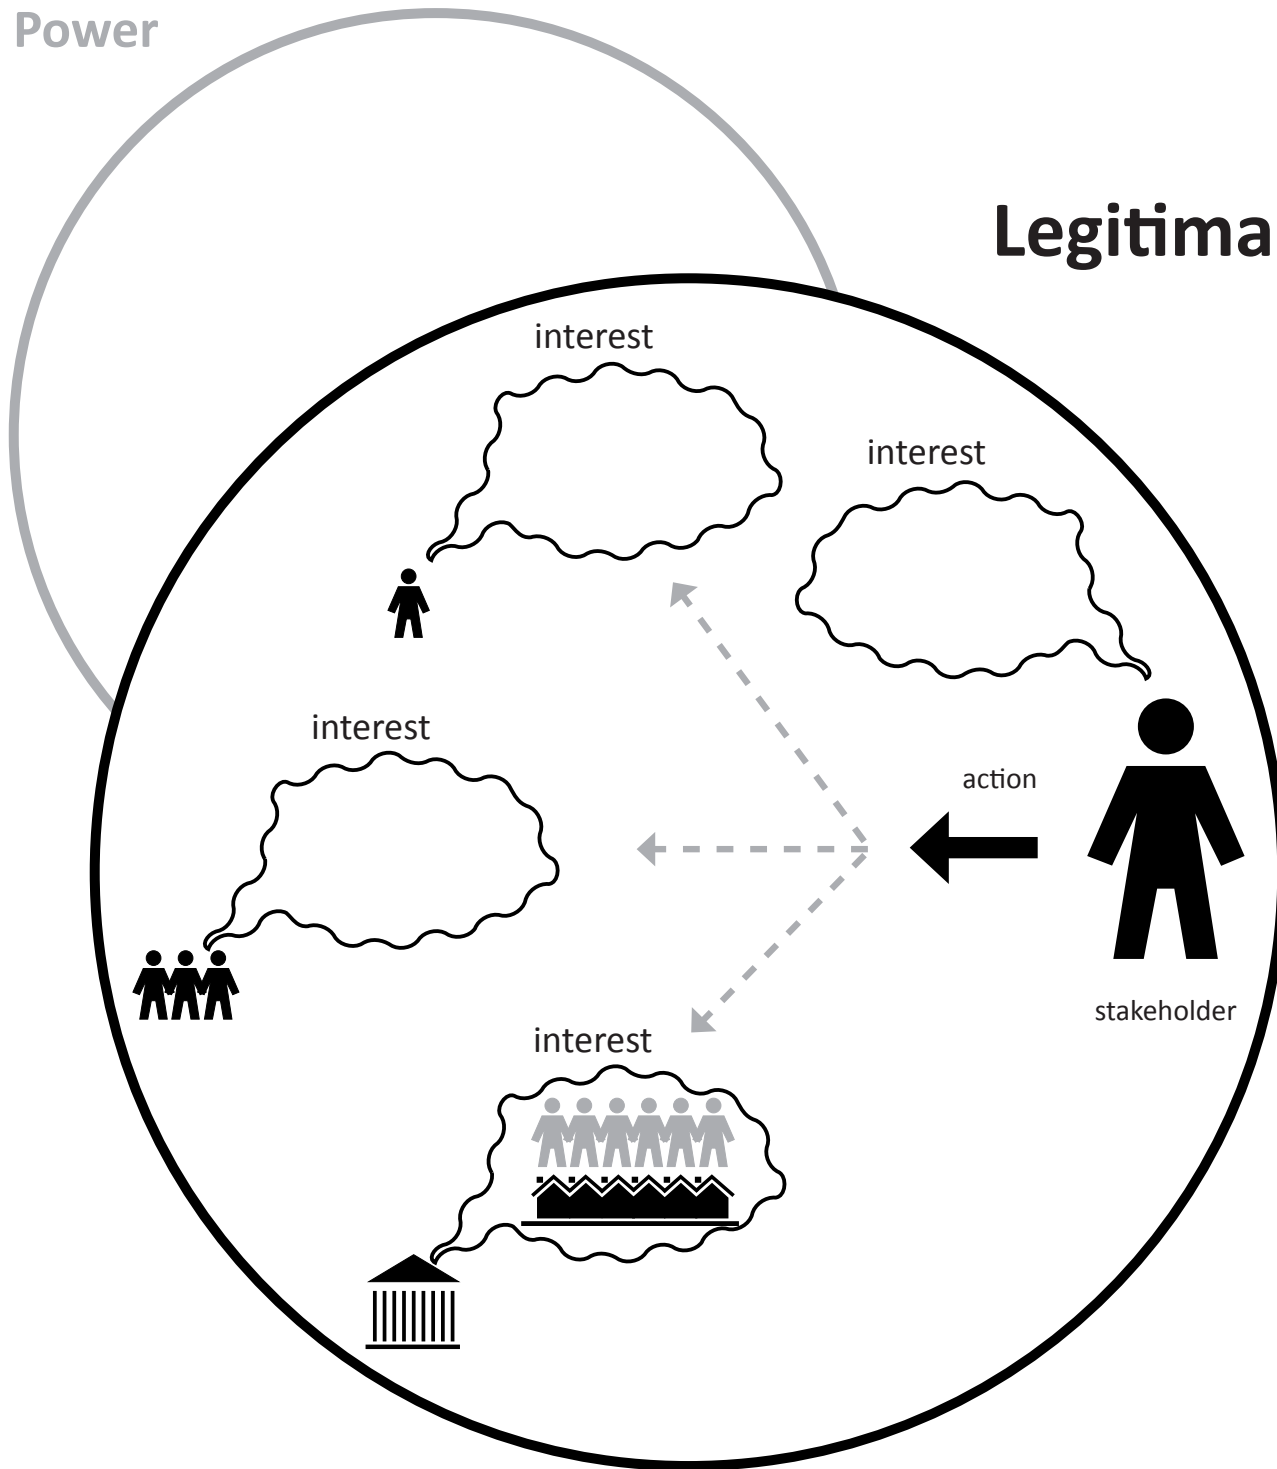 Power
Legitima
interest
interest
interest
action
stakeholder
interest